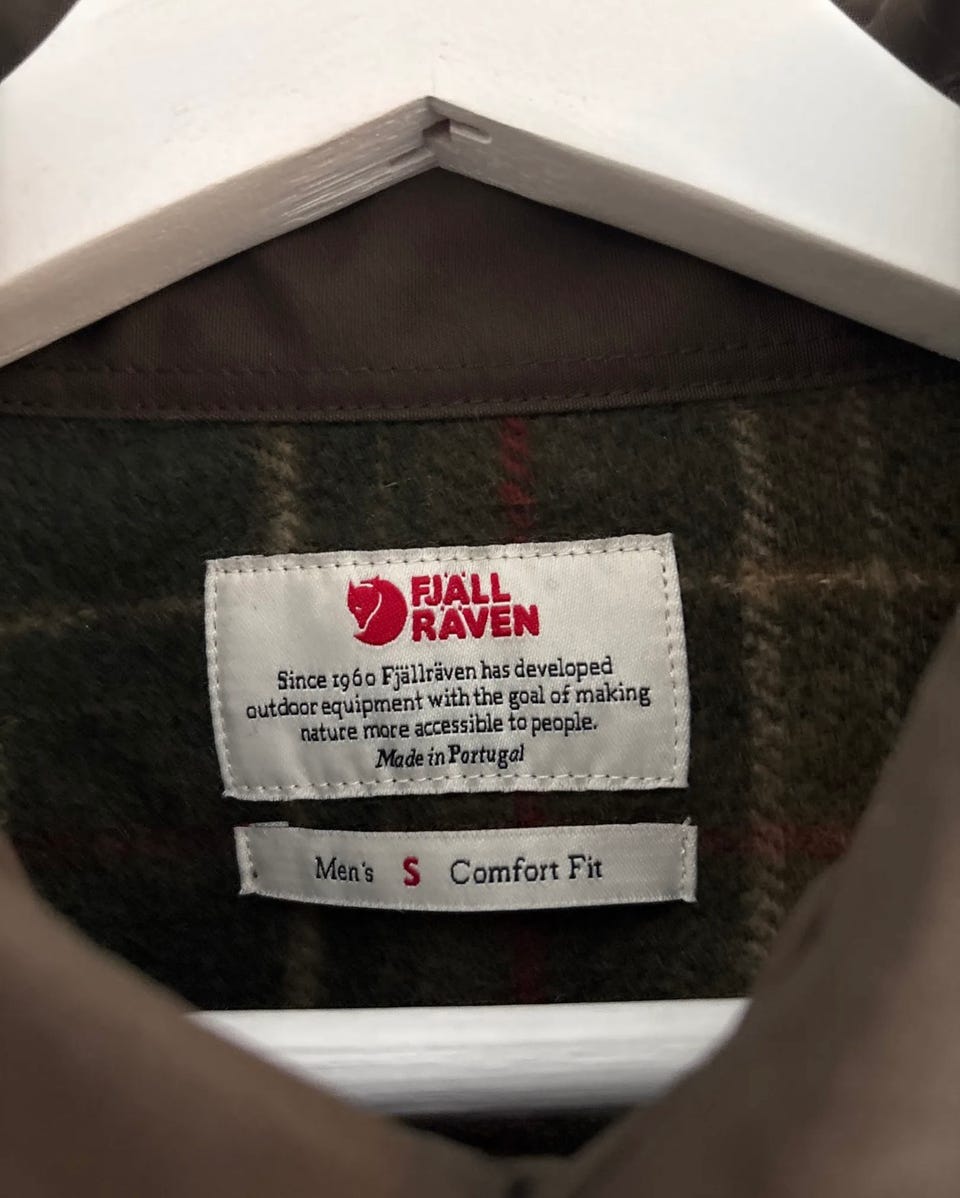 FJÄLL
RÄVEN
Since 1960 Fjällräven has developed
outdoor equipment with the goal of making
nature more accessible to people.
Made in Portugal
Men's S Comfort Fit